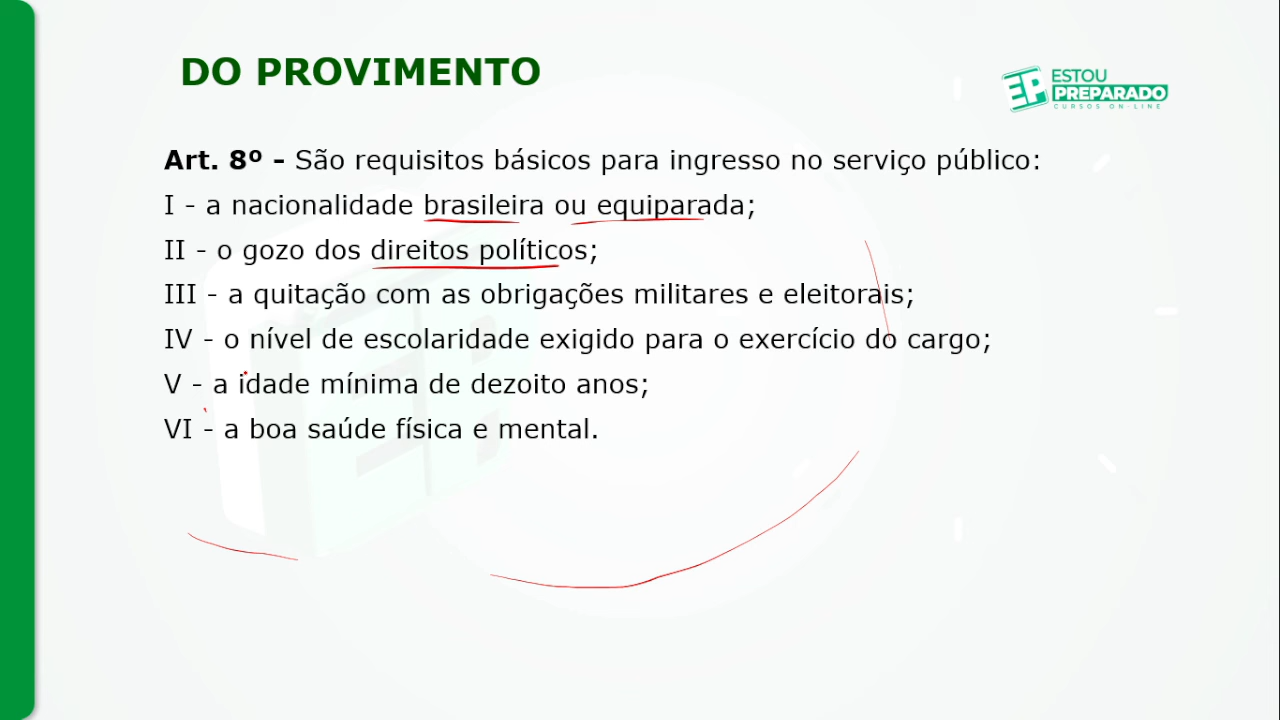 DO PROVIMENTO
ESTOU
PREPARADO
CURSOS ON-LINE
Art. 8º - São requisitos básicos para ingresso no serviço público:
I - a nacionalidade brasileira ou equiparada;
II - o gozo dos direitos políticos;
III - a quitação com as obrigações militares e eleitorais;
IV - o nível de escolaridade exigido para o exercício do cargo;
V - a idade mínima de dezoito anos;
VI - a boa saúde física e mental.